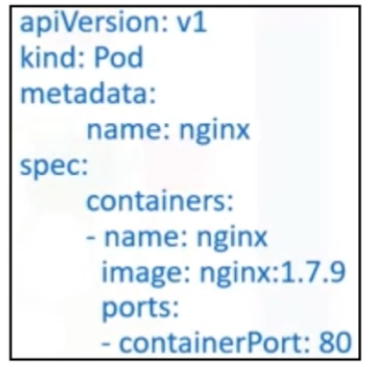 apiVersion: v1
kind: Pod
metadata:
name: nginx
spec:
containers:
- name: nginx
image: nginx:1.7.9
ports:
- containerPort: 80